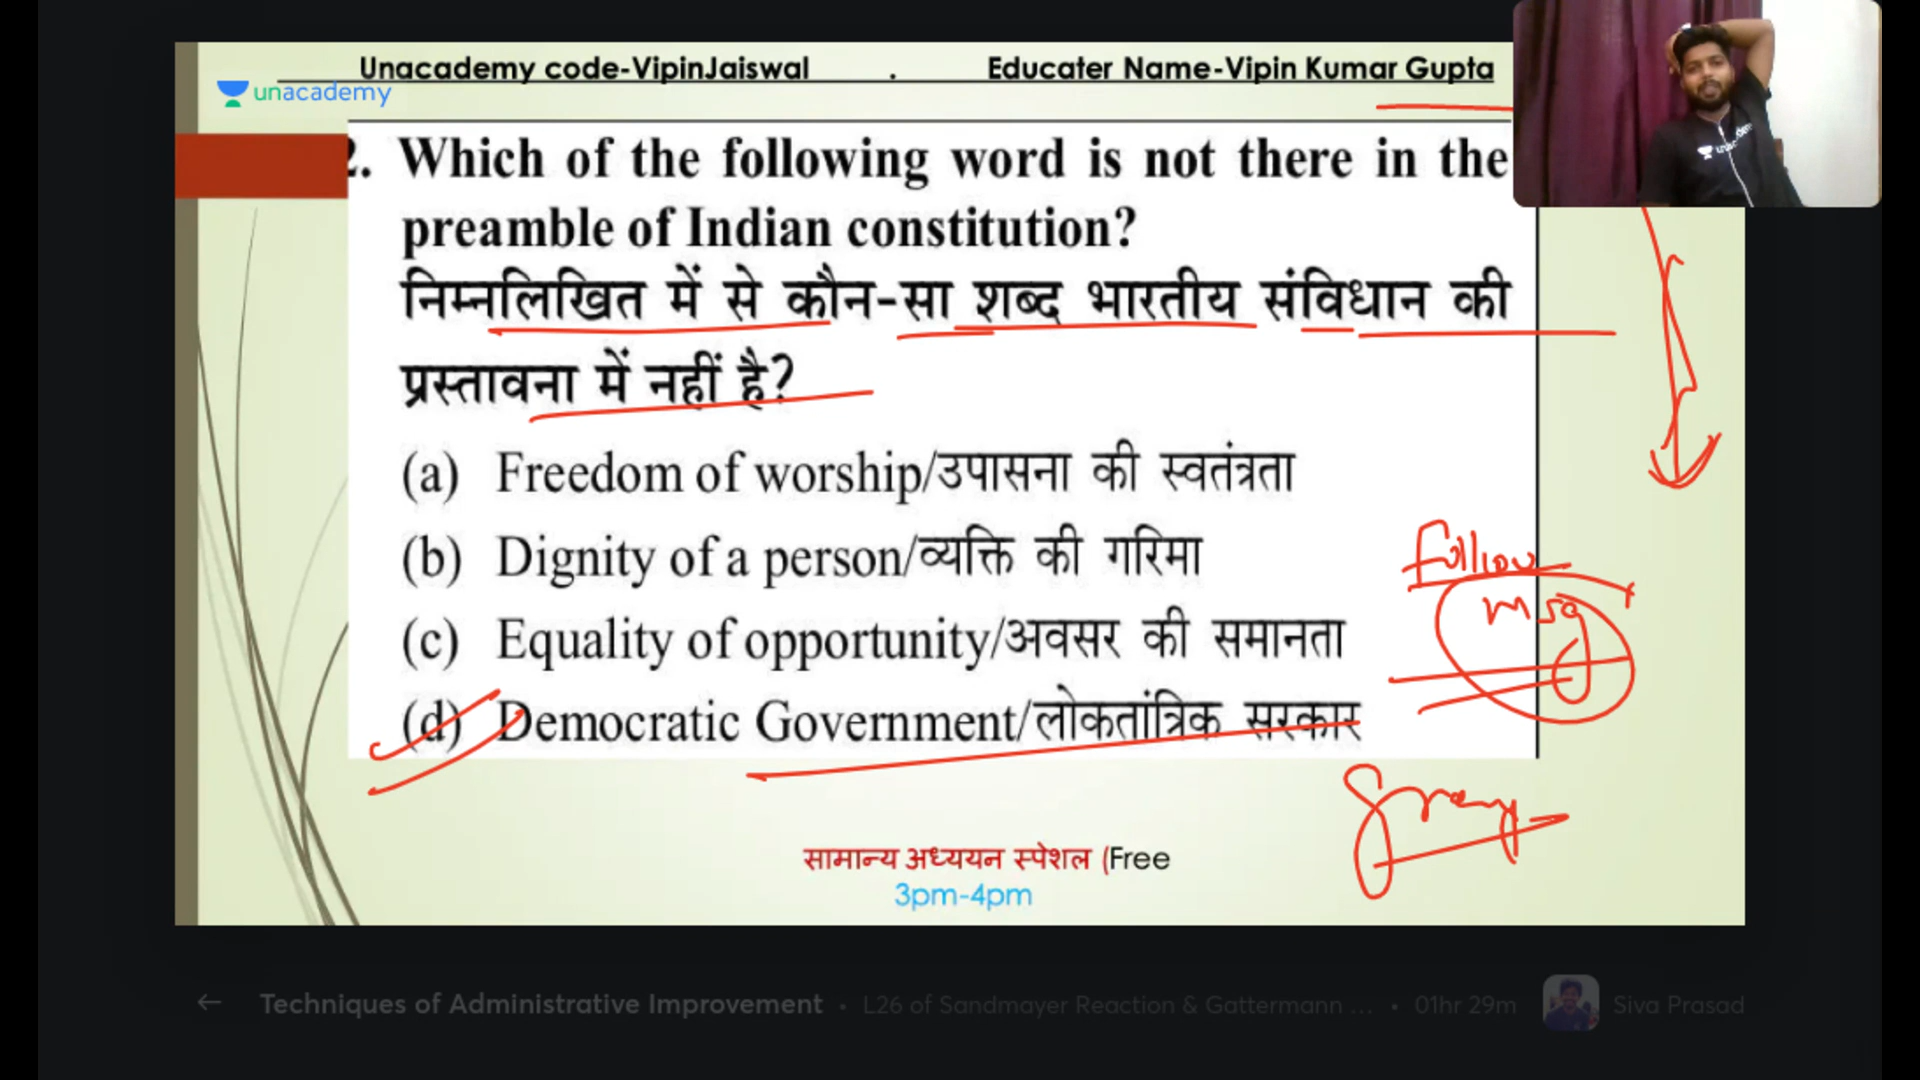 Unacademy code-VipinJaiswal . Educater Name-Vipin Kumar Gupta
unacademy
2. Which of the following word is not there in the
preamble of Indian constitution?
निम्नलिखित में से कौन-सा शब्द भारतीय संविधान की
प्रस्तावना में नहीं है?
(a) Freedom of worship/उपासना की स्वतंत्रता
(b) Dignity of a person/व्यक्ति की गरिमा
(c) Equality of opportunity/अवसर की समानता
(d) Democratic Government/लोकतांत्रिक सरकार
Follow
msg
सामान्य अध्ययन स्पेशल (Free
3pm-4pm
Techniques of Administrative Improvement • L26 of Sandmayer Reaction & Gattermann ... • 01hr 29m Siva Prasad